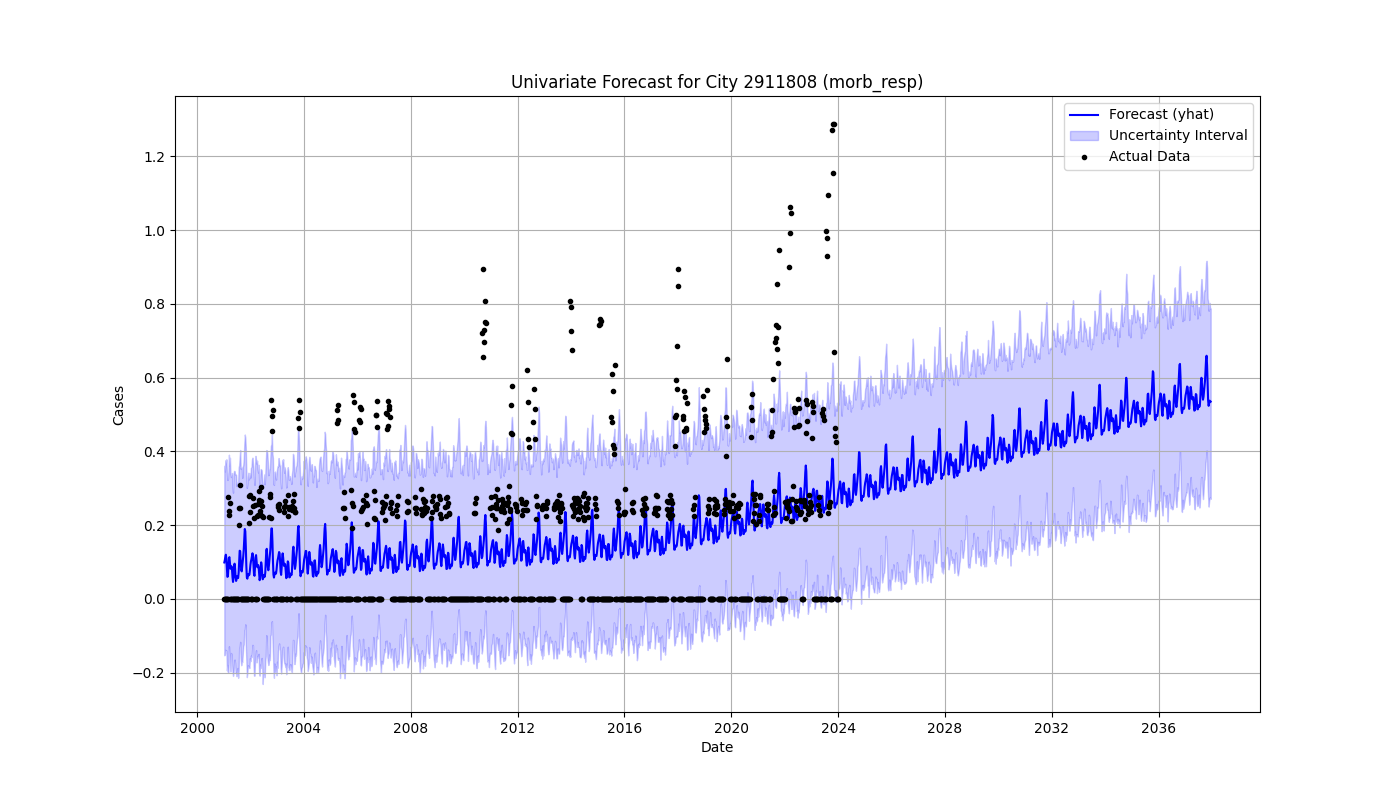 Univariate Forecast for City 2911808 (morb_resp)
Forecast (yhat)
Uncertainty Interval
Actual Data
Cases
1.2
1.0
0.8
0.6
0.4
0.2
0.0
−0.2
2000 2004 2008 2012 2016 2020 2024 2028 2032 2036
Date